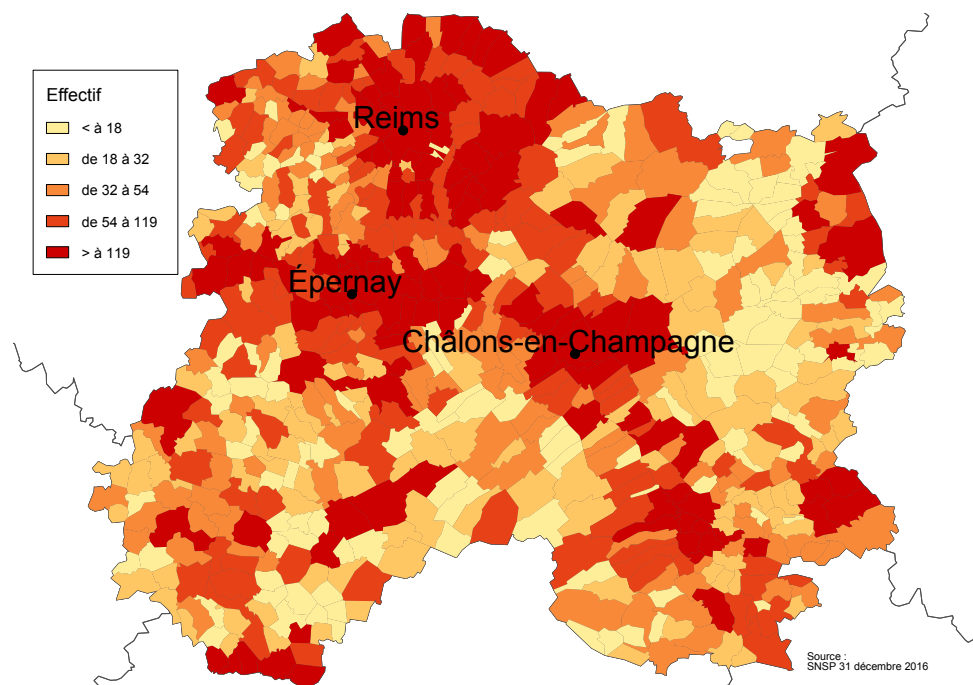 Effectif
< à 18
de 18 à 32
de 32 à 54
de 54 à 119
> à 119
Reims
Épernay
Châlons-en-Champagne
Source :
SNSP 31 décembre 2016